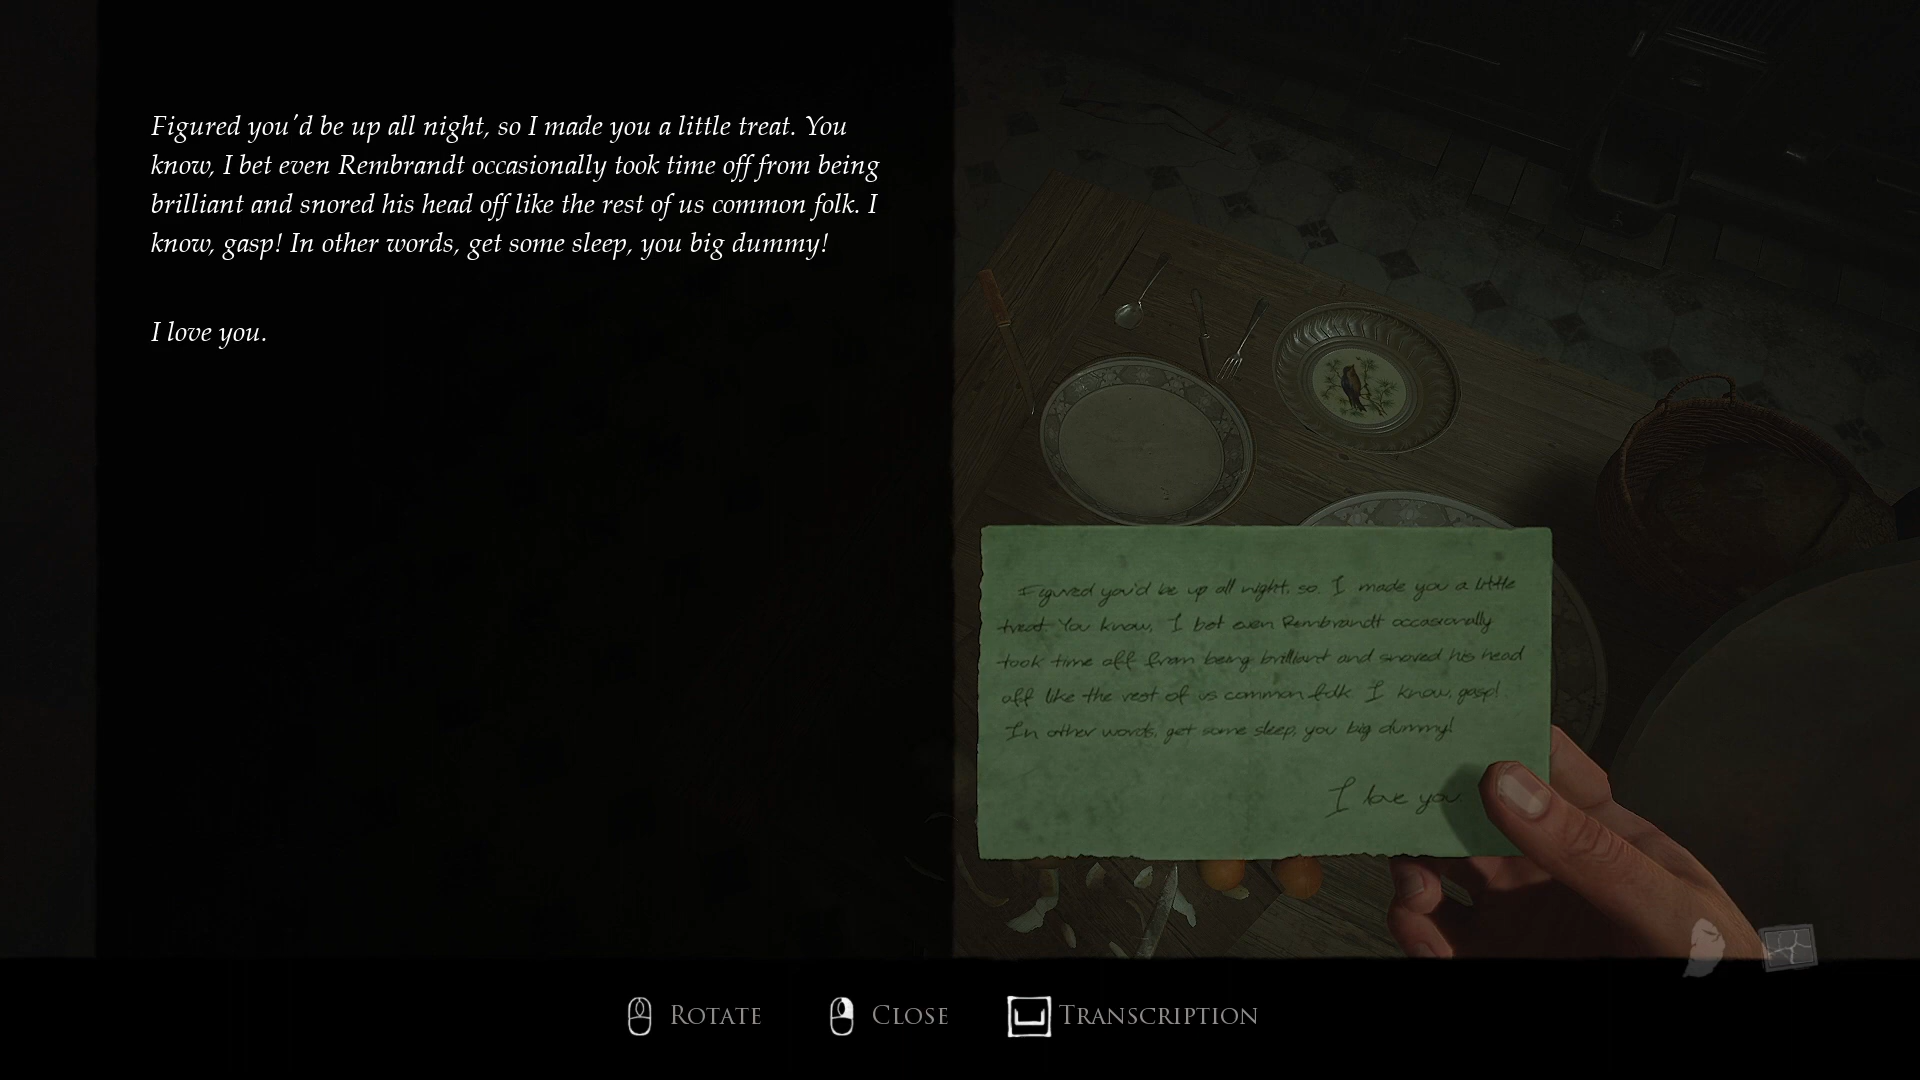 Figured you'd be up all night, so I made you a little treat. You
know, I bet even Rembrandt occasionally took time off from being
brilliant and snored his head off like the rest of us common folk. I
know, gasp! In other words, get some sleep, you big dummy!
I love you.
Figured you'd be up all night, so I made you a little
treat. You know, I bet even Rembrandt occasionally
took time off from being brilliant and snored his head
off like the rest of us common folk. I know, gasp!
In other words, get some sleep, you big dummy!
I love you.
Rotate
Close
Transcription